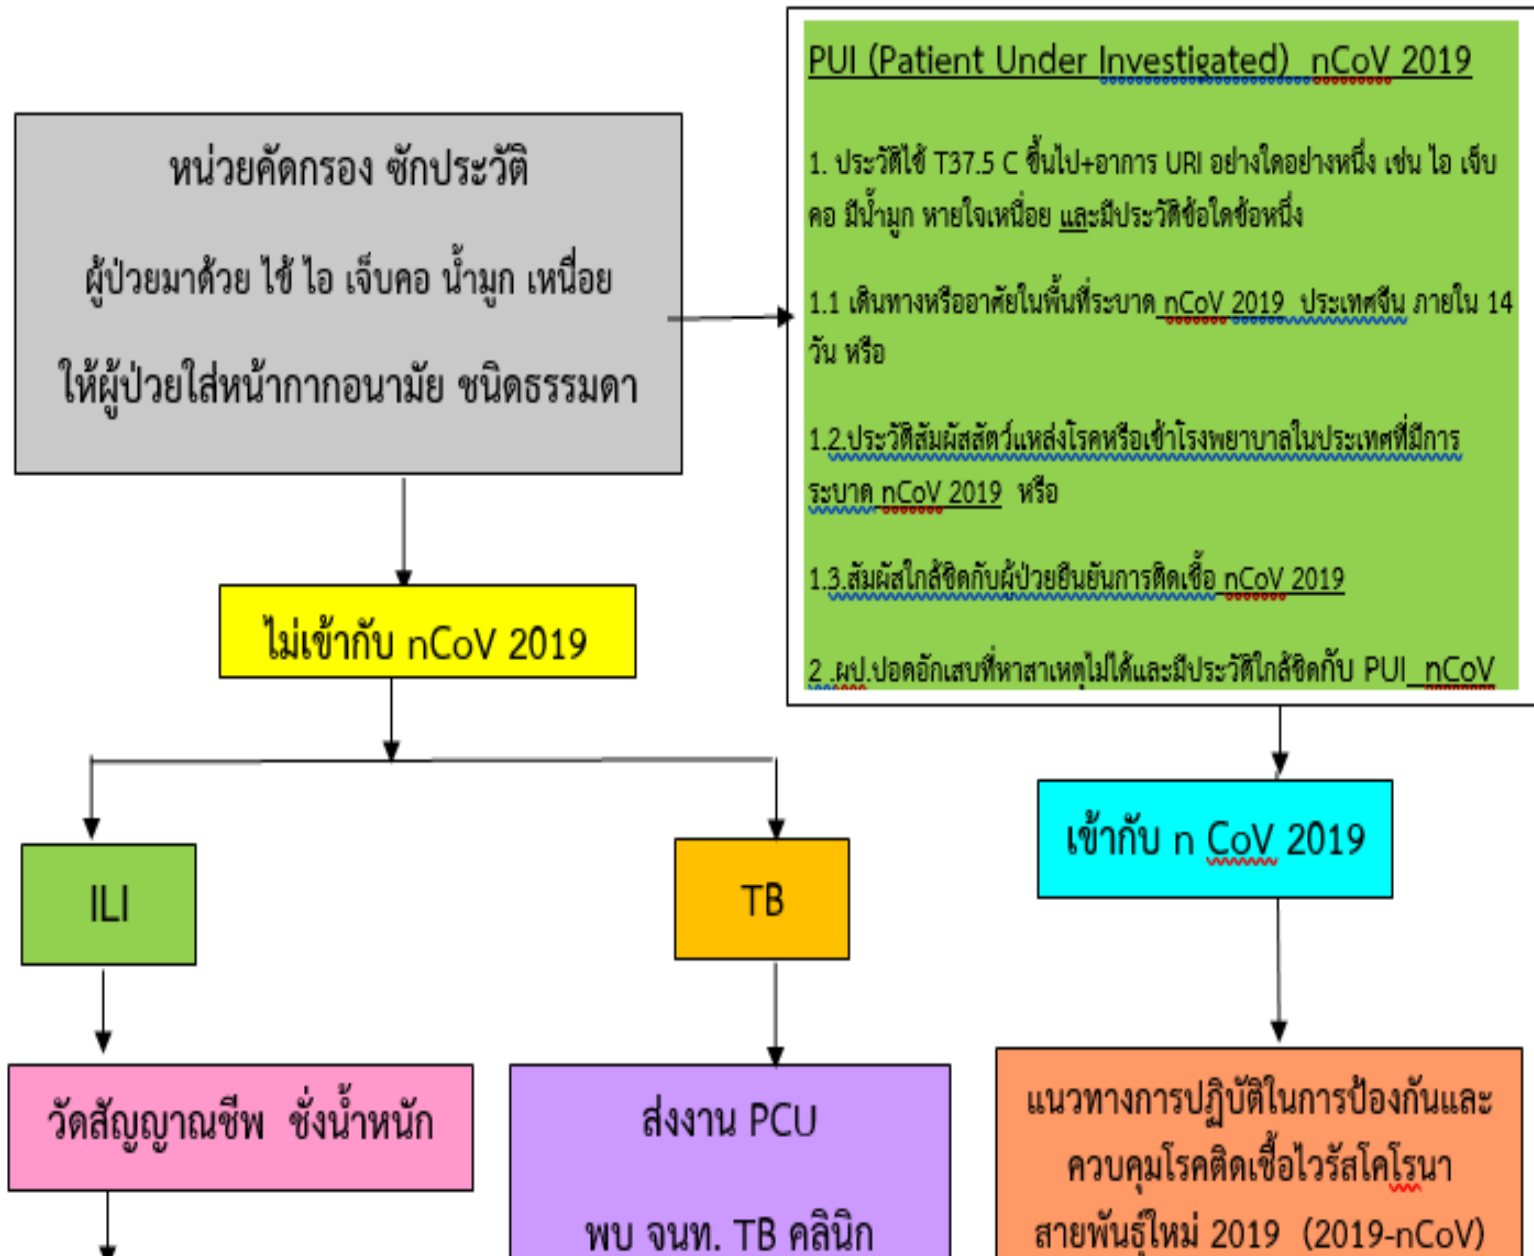 หน่วยคัดกรอง ซักประวัติ
ผู้ป่วยมาด้วย ไข้ ไอ เจ็บคอ น้ำมูก เหนื่อย
ให้ผู้ป่วยใส่หน้ากากอนามัย ชนิดธรรมดา
PUI (Patient Under Investigated) nCoV 2019
1. ประวัติไข้ T37.5 C ขึ้นไป+อาการ URI อย่างใดอย่างหนึ่ง เช่น ไอ เจ็บ
คอ มีน้ำมูก หายใจเหนื่อย และมีประวัติข้อใดข้อหนึ่ง
1.1 เดินทางหรืออาศัยในพื้นที่ระบาด nCoV 2019 ประเทศจีน ภายใน 14
วัน หรือ
1.2.ประวัติสัมผัสสัตว์แหล่งโรคหรือเข้าโรงพยาบาลในประเทศที่มีการ
ระบาด nCoV 2019 หรือ
1.3.สัมผัสใกล้ชิดกับผู้ป่วยยืนยันการติดเชื้อ nCoV 2019
2 .ผป.ปอดอักเสบที่หาสาเหตุไม่ได้และมีประวัติใกล้ชิดกับ PUI nCoV
ไม่เข้ากับ nCoV 2019
เข้ากับ n CoV 2019
ILI
TB
วัดสัญญาณชีพ ชั่งน้ำหนัก
ส่งงาน PCU
พบ จนท. TB คลินิก
แนวทางการปฏิบัติในการป้องกันและ
ควบคุมโรคติดเชื้อไวรัสโคโรนา
สายพันธุ์ใหม่ 2019 (2019-nCoV)